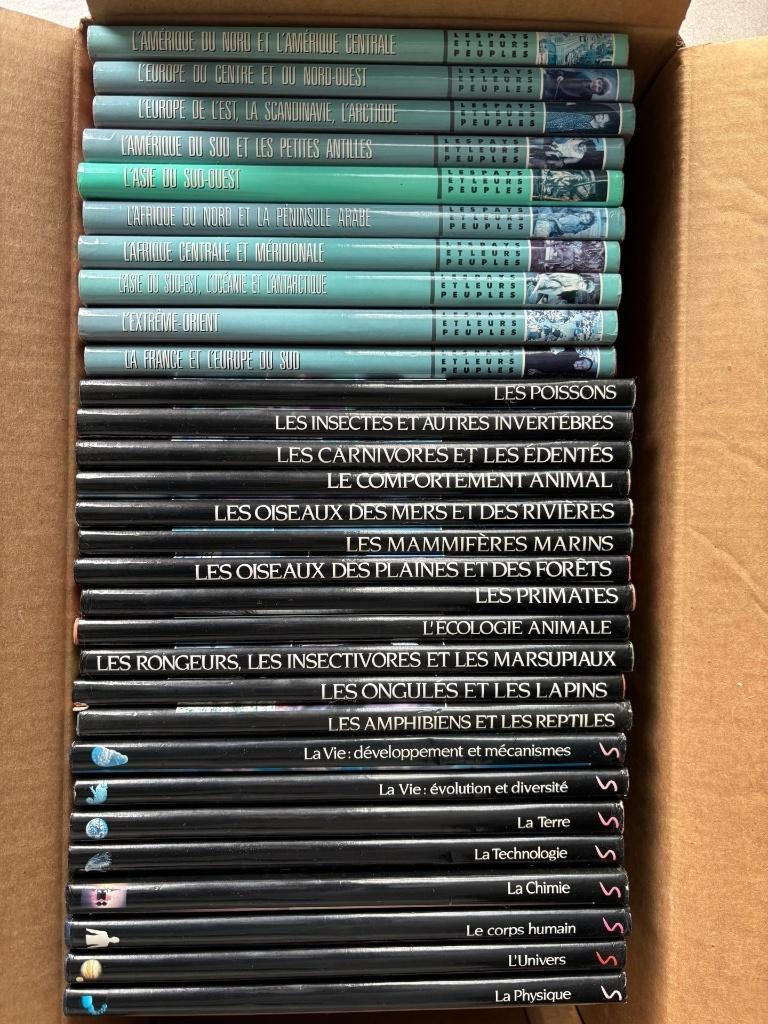 L'AMÉRIQUE DU NORD ET L'AMÉRIQUE CENTRALE LES PAYS ET LEURS PEUPLES
L'EUROPE DU CENTRE ET DU NORD-OUEST LES PAYS ET LEURS PEUPLES
L'EUROPE DE L'EST, LA SCANDINAVIE, L'ARCTIQUE LES PAYS ET LEURS PEUPLES
L'AMÉRIQUE DU SUD ET LES PETITES ANTILLES LES PAYS ET LEURS PEUPLES
L'ASIE DU SUD-OUEST LES PAYS ET LEURS PEUPLES
L'AFRIQUE DU NORD ET LA PÉNINSULE ARABE LES PAYS ET LEURS PEUPLES
L'AFRIQUE CENTRALE ET MÉRIDIONALE LES PAYS ET LEURS PEUPLES
L'ASIE DU SUD-EST, L'OCÉANIE ET L'ANTARCTIQUE LES PAYS ET LEURS PEUPLES
L'EXTRÊME-ORIENT LES PAYS ET LEURS PEUPLES
LA FRANCE ET L'EUROPE DU SUD LES PAYS ET LEURS PEUPLES
LES POISSONS
LES INSECTES ET AUTRES INVERTÉBRÉS
LES CARNIVORES ET LES ÉDENTÉS
LE COMPORTEMENT ANIMAL
LES OISEAUX DES MERS ET DES RIVIÈRES
LES MAMMIFÈRES MARINS
LES OISEAUX DES PLAINES ET DES FORÊTS
LES PRIMATES
L'ÉCOLOGIE ANIMALE
LES RONGEURS, LES INSECTIVORES ET LES MARSUPIAUX
LES ONGULÉS ET LES LAPINS
LES AMPHIBIENS ET LES REPTILES
La Vie : développement et mécanismes
La Vie : évolution et diversité
La Terre
La Technologie
La Chimie
Le corps humain
L'Univers
La Physique